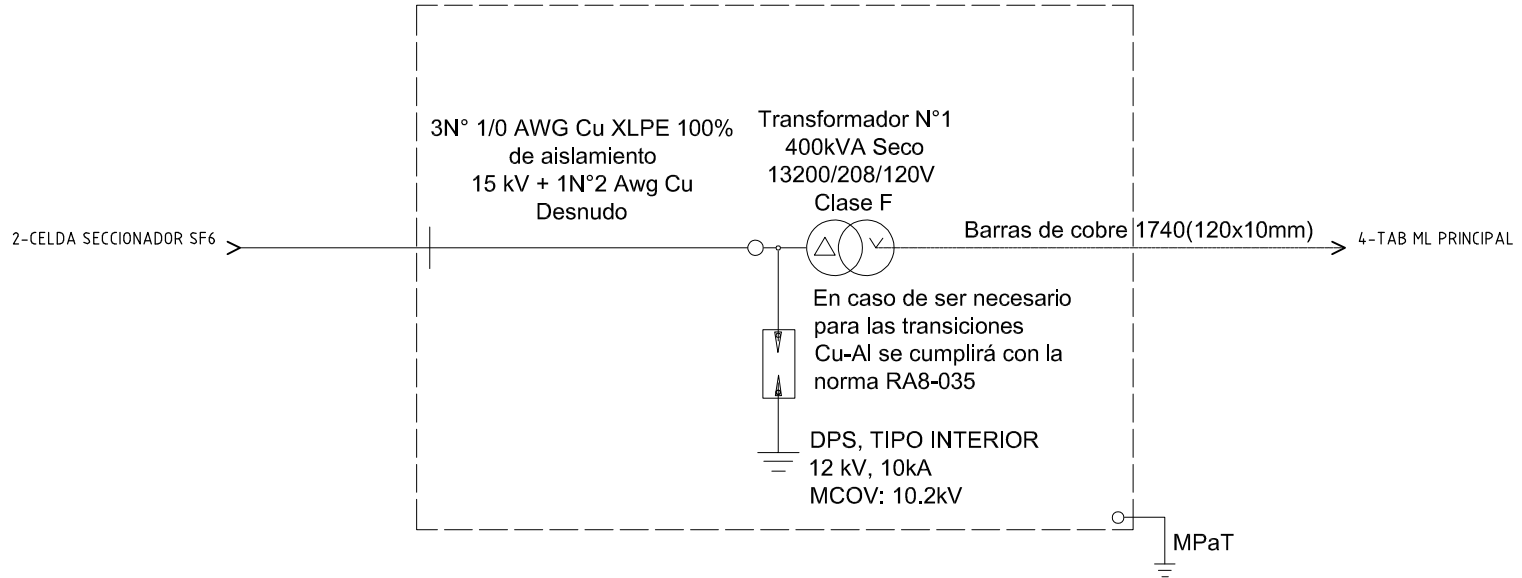 3N° 1/0 AWG Cu XLPE 100%
de aislamiento
15 kV + 1N°2 Awg Cu
Desnudo
Transformador N°1
400kVA Seco
13200/208/120V
Clase F
2-CELDA SECCIONADOR SF6
Barras de cobre 1740(120x10mm)
4-TAB ML PRINCIPAL
En caso de ser necesario
para las transiciones
Cu-Al se cumplirá con la
norma RA8-035
DPS, TIPO INTERIOR
12 kV, 10kA
MCOV: 10.2kV
MPaT